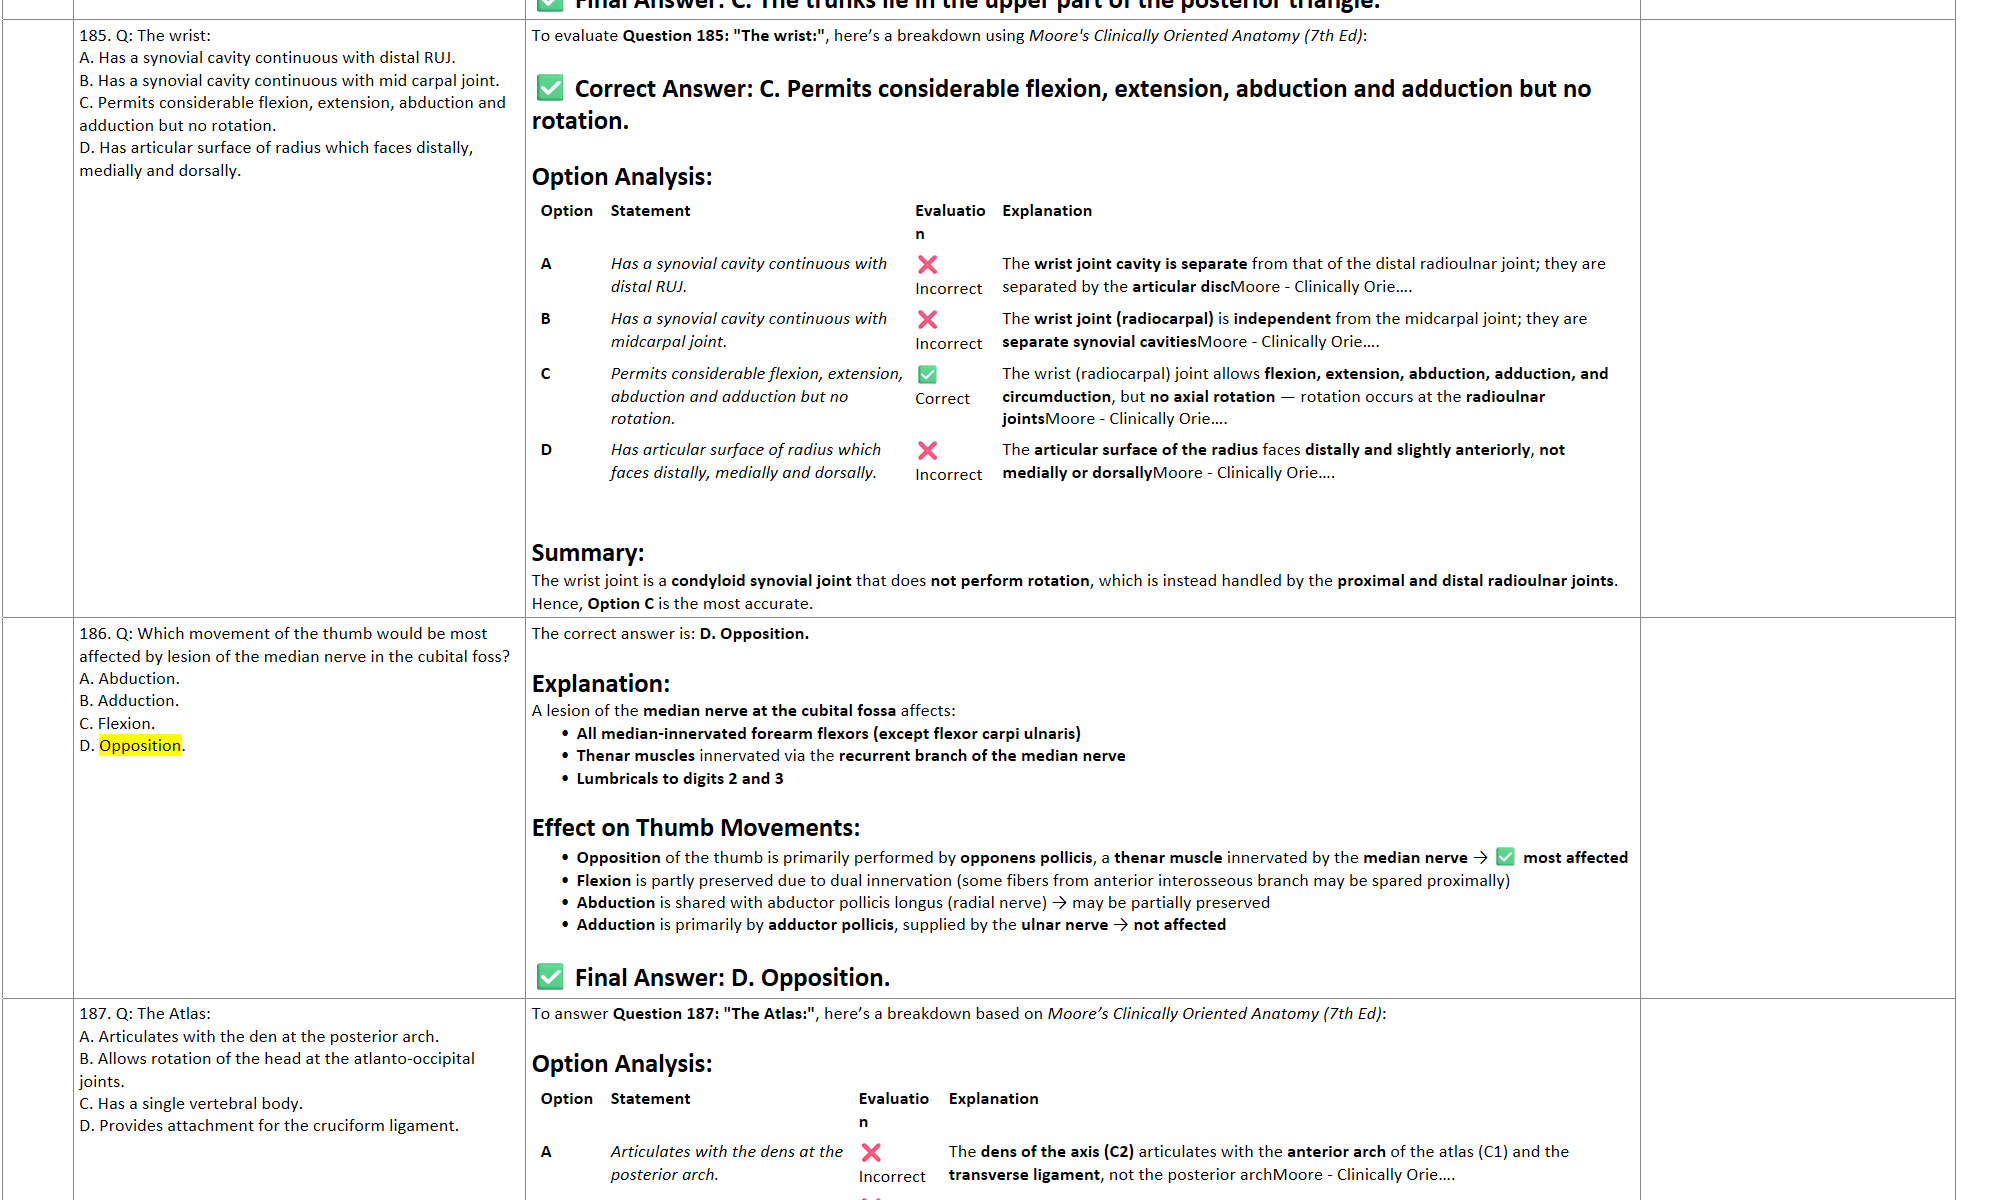 Final Answer: C. The trunks lie in the upper part of the posterior triangle.
185. Q: The wrist:
A. Has a synovial cavity continuous with distal RUJ.
B. Has a synovial cavity continuous with mid carpal joint.
C. Permits considerable flexion, extension, abduction and
adduction but no rotation.
D. Has articular surface of radius which faces distally,
medially and dorsally.
To evaluate Question 185: "The wrist:", here's a breakdown using Moore's Clinically Oriented Anatomy (7th Ed):
✅ Correct Answer: C. Permits considerable flexion, extension, abduction and adduction but no
rotation.
Option Analysis:
Option Statement Evaluatio Explanation
n
A Has a synovial cavity continuous with ❌ The wrist joint cavity is separate from that of the distal radioulnar joint; they are
distal RUJ. Incorrect separated by the articular discMoore - Clinically Orie….
B Has a synovial cavity continuous with ❌ The wrist joint (radiocarpal) is independent from the midcarpal joint; they are
midcarpal joint. Incorrect separate synovial cavitiesMoore - Clinically Orie….
C Permits considerable flexion, extension, ✅ The wrist (radiocarpal) joint allows flexion, extension, abduction, adduction, and
abduction and adduction but no Correct circumduction, but no axial rotation — rotation occurs at the radioulnar
rotation. jointsMoore - Clinically Orie….
D Has articular surface of radius which ❌ The articular surface of the radius faces distally and slightly anteriorly, not
faces distally, medially and dorsally. Incorrect medially or dorsallyMoore - Clinically Orie….
Summary:
The wrist joint is a condyloid synovial joint that does not perform rotation, which is instead handled by the proximal and distal radioulnar joints.
Hence, Option C is the most accurate.
186. Q: Which movement of the thumb would be most
affected by lesion of the median nerve in the cubital foss?
A. Abduction.
B. Adduction.
C. Flexion.
D. Opposition.
The correct answer is: D. Opposition.
Explanation:
A lesion of the median nerve at the cubital fossa affects:
• All median-innervated forearm flexors (except flexor carpi ulnaris)
• Thenar muscles innervated via the recurrent branch of the median nerve
• Lumbricals to digits 2 and 3
Effect on Thumb Movements:
• Opposition of the thumb is primarily performed by opponens pollicis, a thenar muscle innervated by the median nerve → ✅ most affected
• Flexion is partly preserved due to dual innervation (some fibers from anterior interosseous branch may be spared proximally)
• Abduction is shared with abductor pollicis longus (radial nerve) → may be partially preserved
• Adduction is primarily by adductor pollicis, supplied by the ulnar nerve → not affected
✅ Final Answer: D. Opposition.
187. Q: The Atlas:
A. Articulates with the den at the posterior arch.
B. Allows rotation of the head at the atlanto-occipital
joints.
C. Has a single vertebral body.
D. Provides attachment for the cruciform ligament.
To answer Question 187: "The Atlas:", here's a breakdown based on Moore's Clinically Oriented Anatomy (7th Ed):
Option Analysis:
Option Statement Evaluatio Explanation
n
A Articulates with the dens at the ❌ The dens of the axis (C2) articulates with the anterior arch of the atlas (C1) and the
posterior arch. Incorrect transverse ligament, not the posterior archMoore - Clinically Orie….